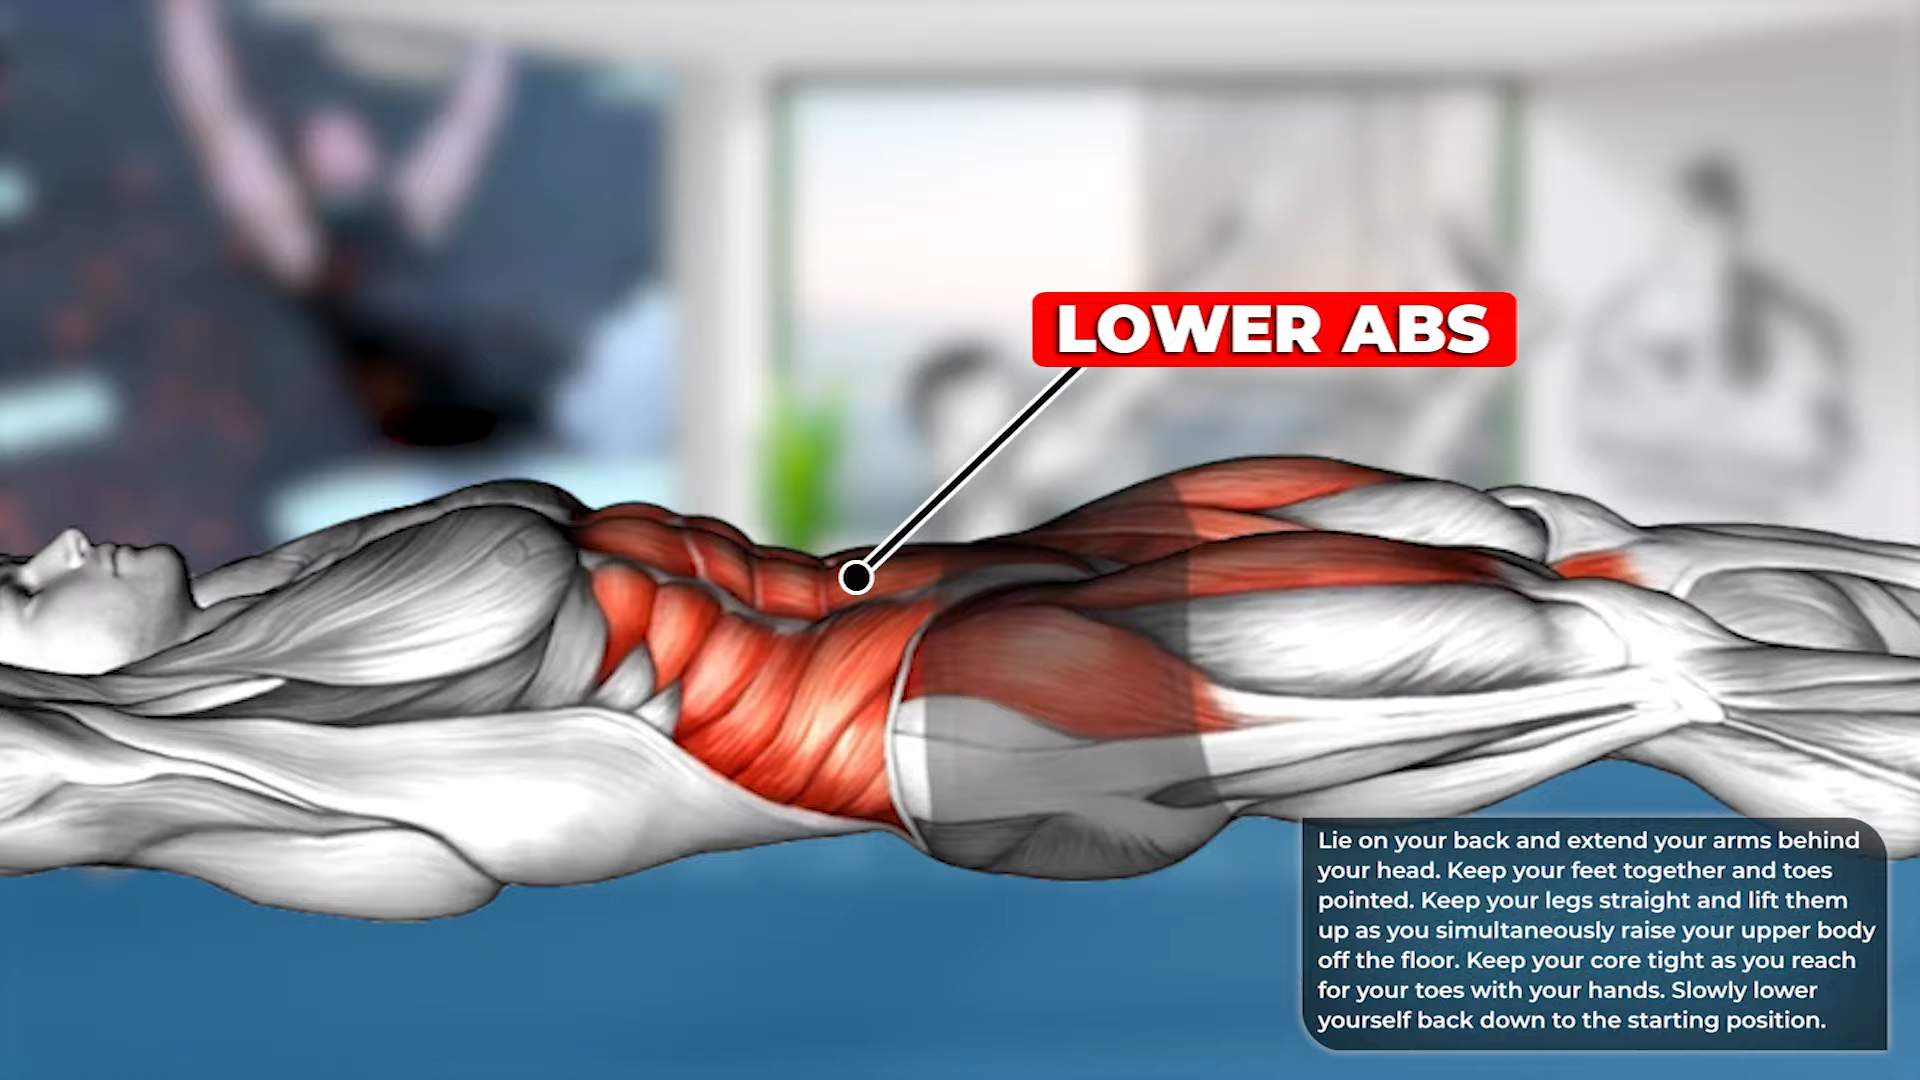 LOWER ABS
Lie on your back and extend your arms behind
your head. Keep your feet together and toes
pointed. Keep your legs straight and lift them
up as you simultaneously raise your upper body
off the floor. Keep your core tight as you reach
for your toes with your hands. Slowly lower
yourself back down to the starting position.